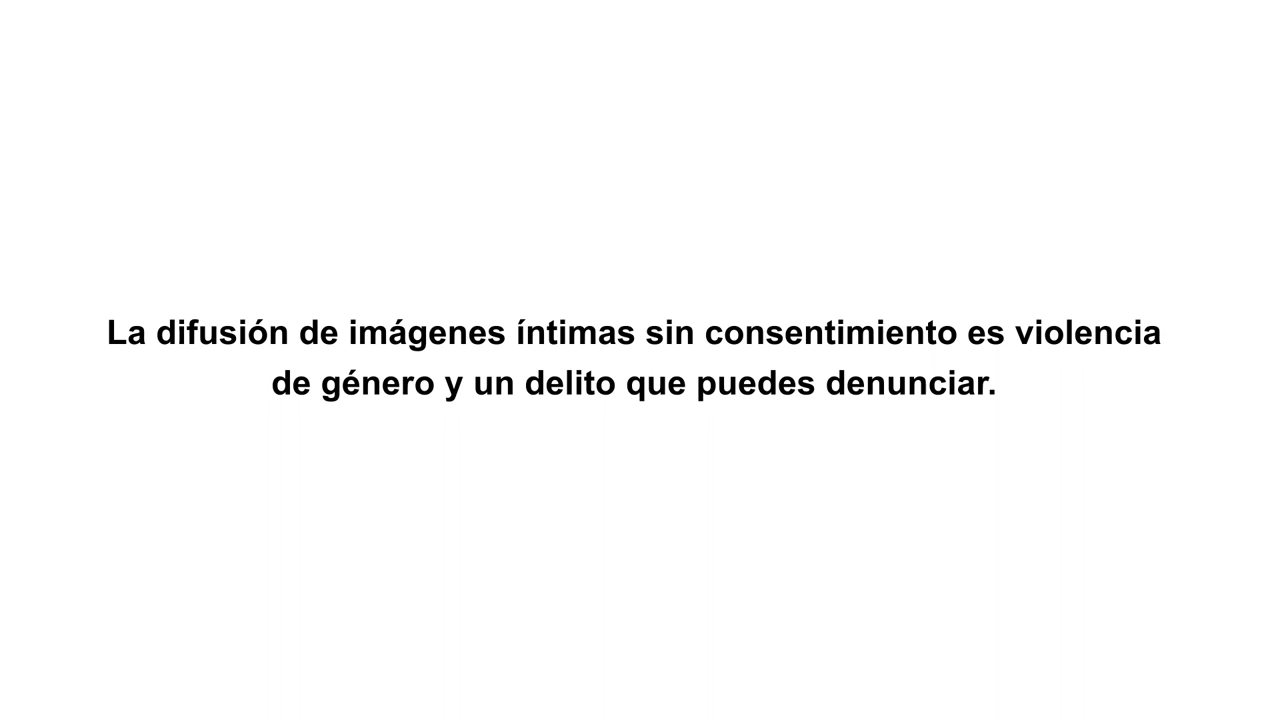 La difusión de imágenes íntimas sin consentimiento es violencia
de género y un delito que puedes denunciar.